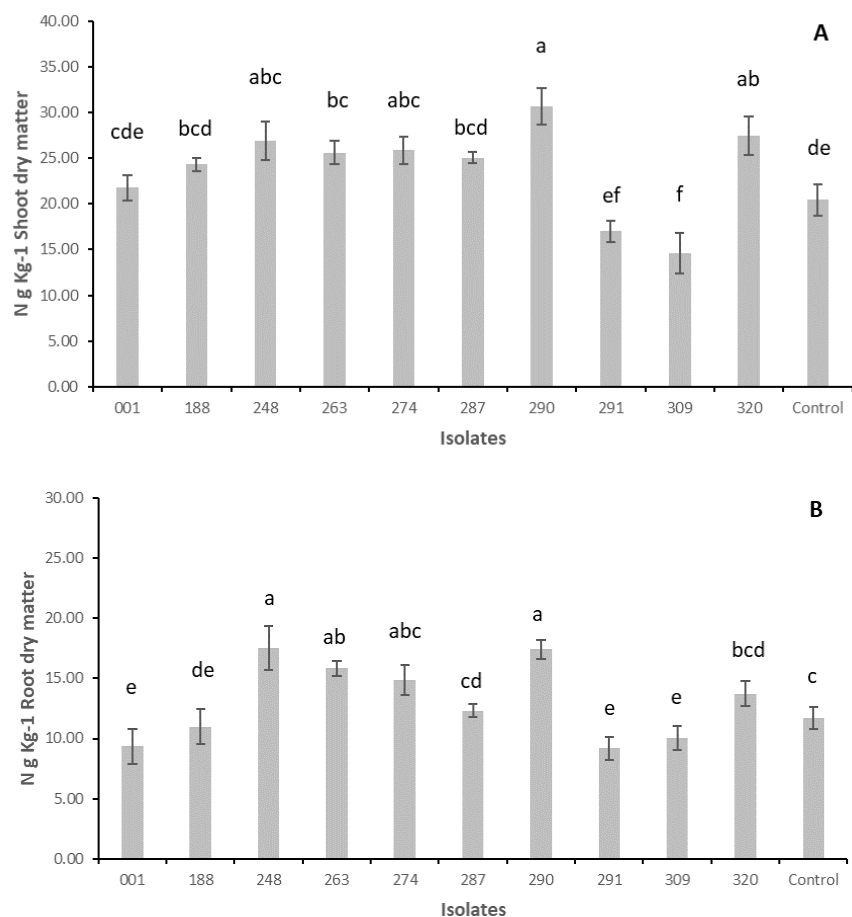 A
N g Kg-1 Shoot dry matter
40.00
35.00
30.00
25.00
20.00
15.00
10.00
5.00
0.00
cde bcd abc bc abc bcd a ef f ab de
001 188 248 263 274 287 290 291 309 320 Control
Isolates
B
N g Kg-1 Root dry matter
30.00
25.00
20.00
15.00
10.00
5.00
0.00
e de a ab abc cd a e e bcd c
001 188 248 263 274 287 290 291 309 320 Control
Isolates